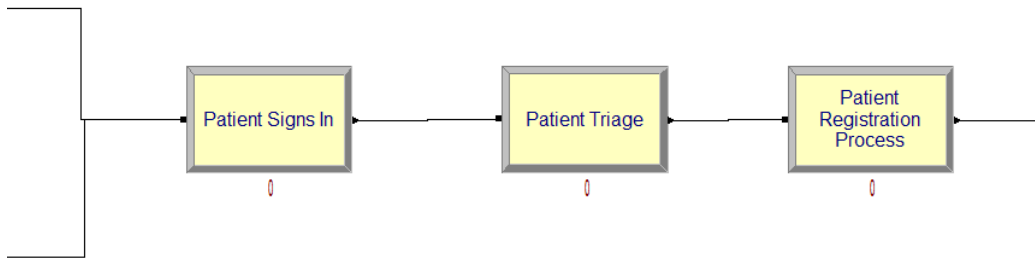 Patient Signs In
Patient Triage
Patient
Registration
Process
0
0
0